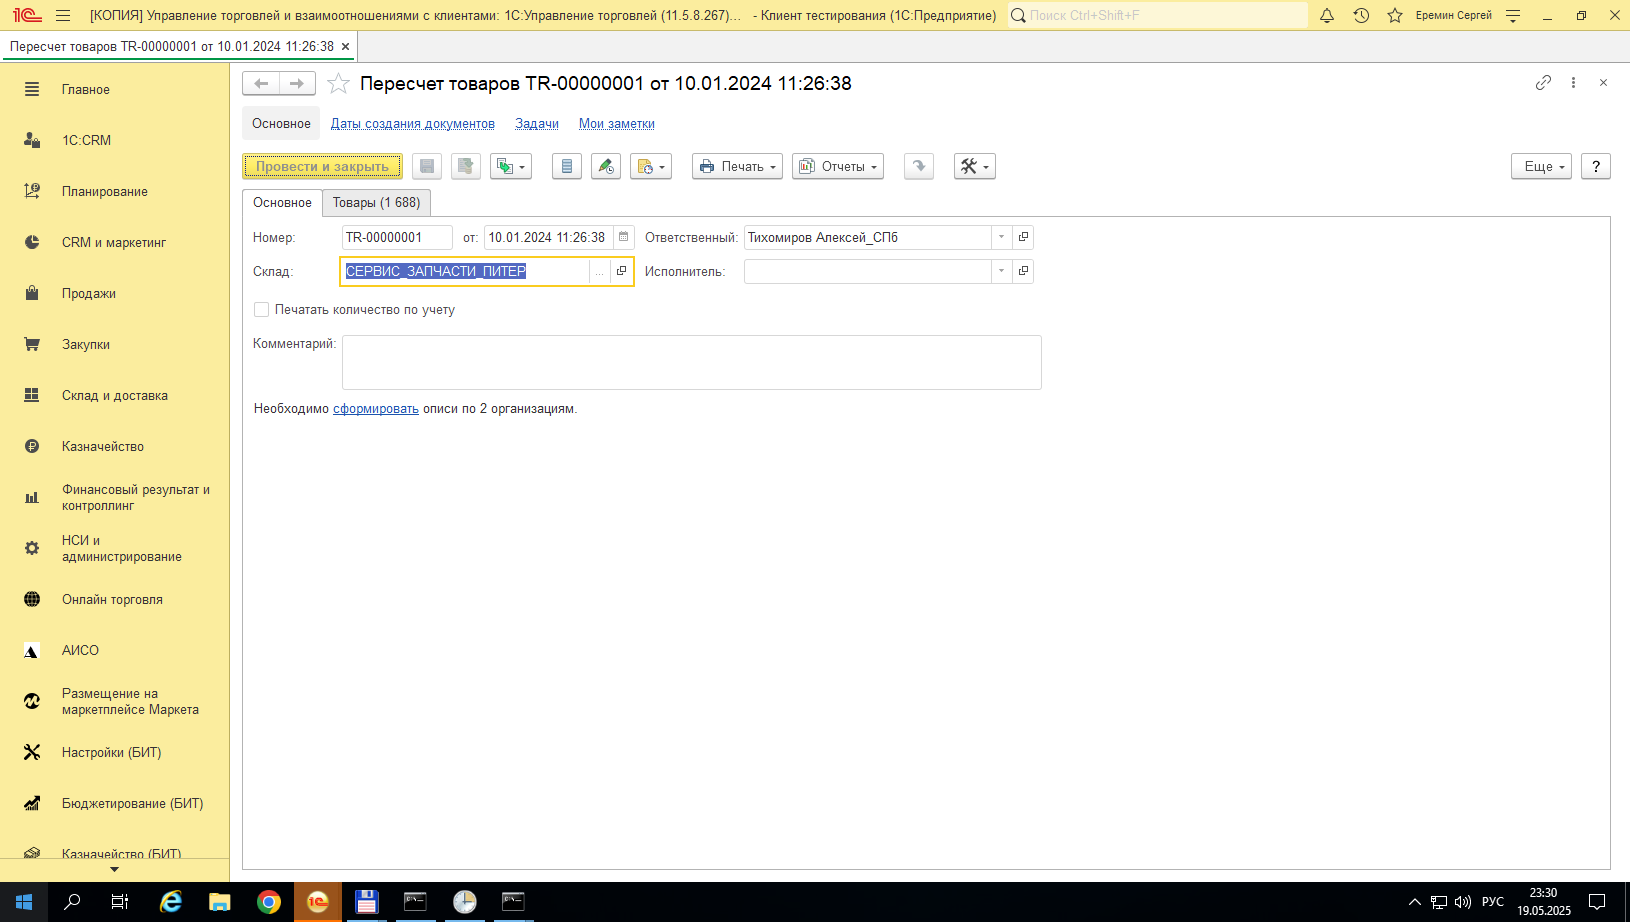 [КОПИЯ] Управление торговлей и взаимоотношениями с клиентами: 1С:Управление торговлей (11.5.8.267)... - Клиент тестирования (1С:Предприятие)
Поиск Ctrl+Shift+F
Еремин Сергей
Пересчет товаров TR-00000001 от 10.01.2024 11:26:38
Главное
1С:CRM
Планирование
CRM и маркетинг
Продажи
Закупки
Склад и доставка
Казначейство
Финансовый результат и
контроллинг
НСИ и
администрирование
Онлайн торговля
АИСО
Размещение на
маркетплейсе Маркета
Настройки (БИТ)
Бюджетирование (БИТ)
Казначейство (БИТ)
Пересчет товаров TR-00000001 от 10.01.2024 11:26:38
Основное Даты создания документов Задачи Мои заметки
Провести и закрыть Печать Отчеты Еще ?
Основное Товары (1 688)
Номер: TR-00000001 от: 10.01.2024 11:26:38 Ответственный: Тихомиров Алексей_СПб
Склад: СЕРВИС_ЗАПЧАСТИ_ПИТЕР ... Исполнитель:
Печатать количество по учету
Комментарий:
Необходимо сформировать описи по 2 организациям.
РУС
23:30
19.05.2025